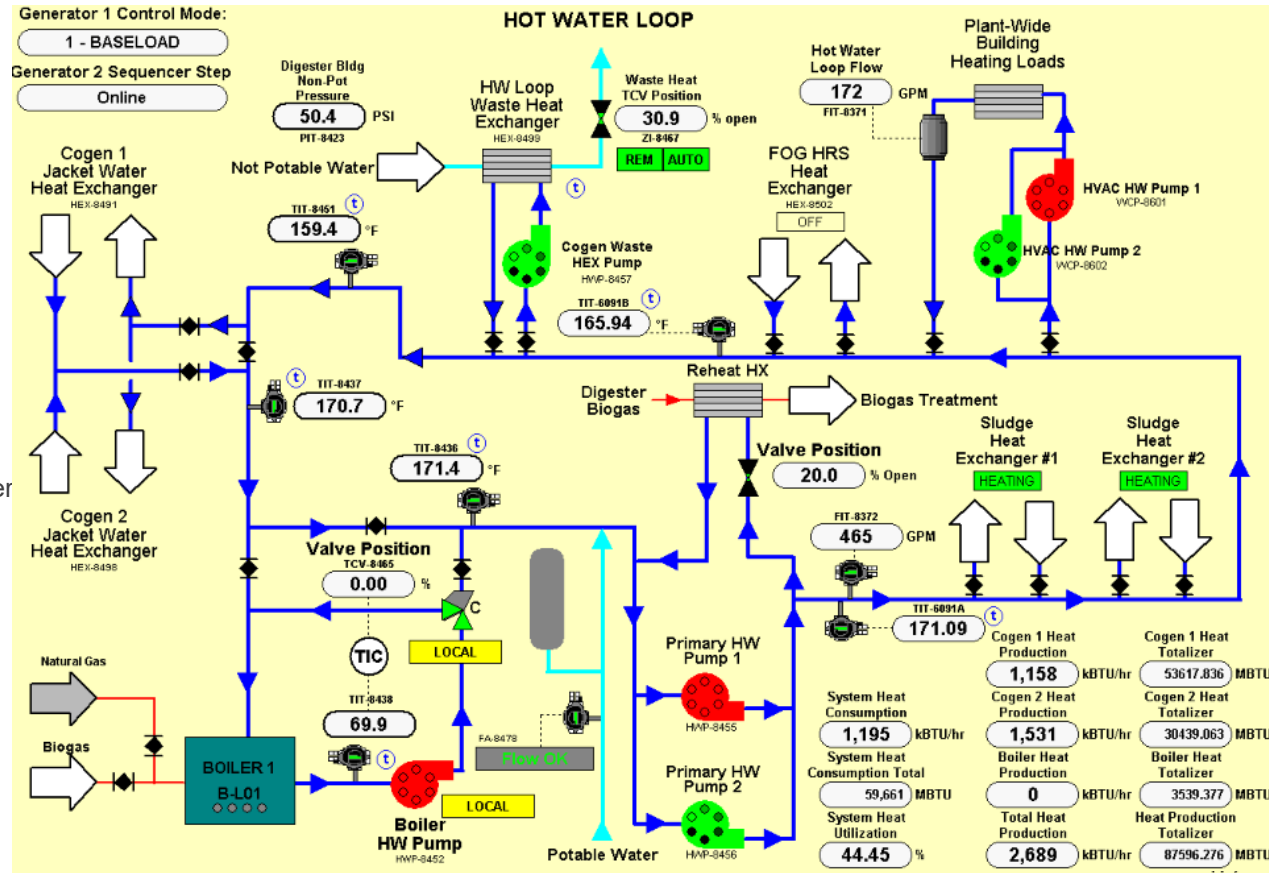 Generator 1 Control Mode:
1 - BASELOAD
Generator 2 Sequencer Step
Online
HOT WATER LOOP
Digester Bldg
Non-Pot
Pressure
50.4 PSI
PIT-8423
Not Potable Water
HW Loop
Waste Heat
Exchanger
HEX-8499
Waste Heat
TCV Position
30.9 % open
ZI-8467
REM AUTO
Hot Water
Loop Flow
172 GPM
FIT-8371
Plant-Wide
Building
Heating Loads
FOG HRS
Heat
Exchanger
HEX-8502
OFF
HVAC HW Pump 1
WCP-8601
HVAC HW Pump 2
WCP-8602
Cogen 1
Jacket Water
Heat Exchanger
HEX-8491
TIT-8451
t
159.4 °F
t
Cogen Waste
HEX Pump
HWP-8457
TIT-6091B
t
165.94 °F
t
TIT-8437
170.7 °F
Reheat HX
Digester
Biogas
Biogas Treatment
TIT-8436
t
171.4 °F
Valve Position
20.0 % Open
Sludge
Heat
Exchanger #1
HEATING
Sludge
Heat
Exchanger #2
HEATING
er
Cogen 2
Jacket Water
Heat Exchanger
HEX-8498
FIT-8372
465 GPM
Valve Position
TCV-8465
0.00 %
C
LOCAL
TIC
TIT-8438
69.9
t
TIT-6091A
t
171.09
Natural Gas
Biogas
BOILER 1
B-L01
LOCAL
Boiler
HW Pump
HWP-8452
FA-8478
Flow OK
Potable Water
Primary HW
Pump 1
HWP-8455
Primary HW
Pump 2
HWP-8456
System Heat
Consumption
1,195 kBTU/hr
System Heat
Consumption Total
59,661 MBTU
System Heat
Utilization
44.45 %
Cogen 1 Heat
Production
1,158 kBTU/hr
Cogen 2 Heat
Production
1,531 kBTU/hr
Boiler Heat
Production
0 kBTU/hr
Total Heat
Production
2,689 kBTU/hr
Cogen 1 Heat
Totalizer
53617.836 MBTU
Cogen 2 Heat
Totalizer
30439.063 MBTU
Boiler Heat
Totalizer
3539.377 MBTU
Heat Production
Totalizer
87596.276 MBTU